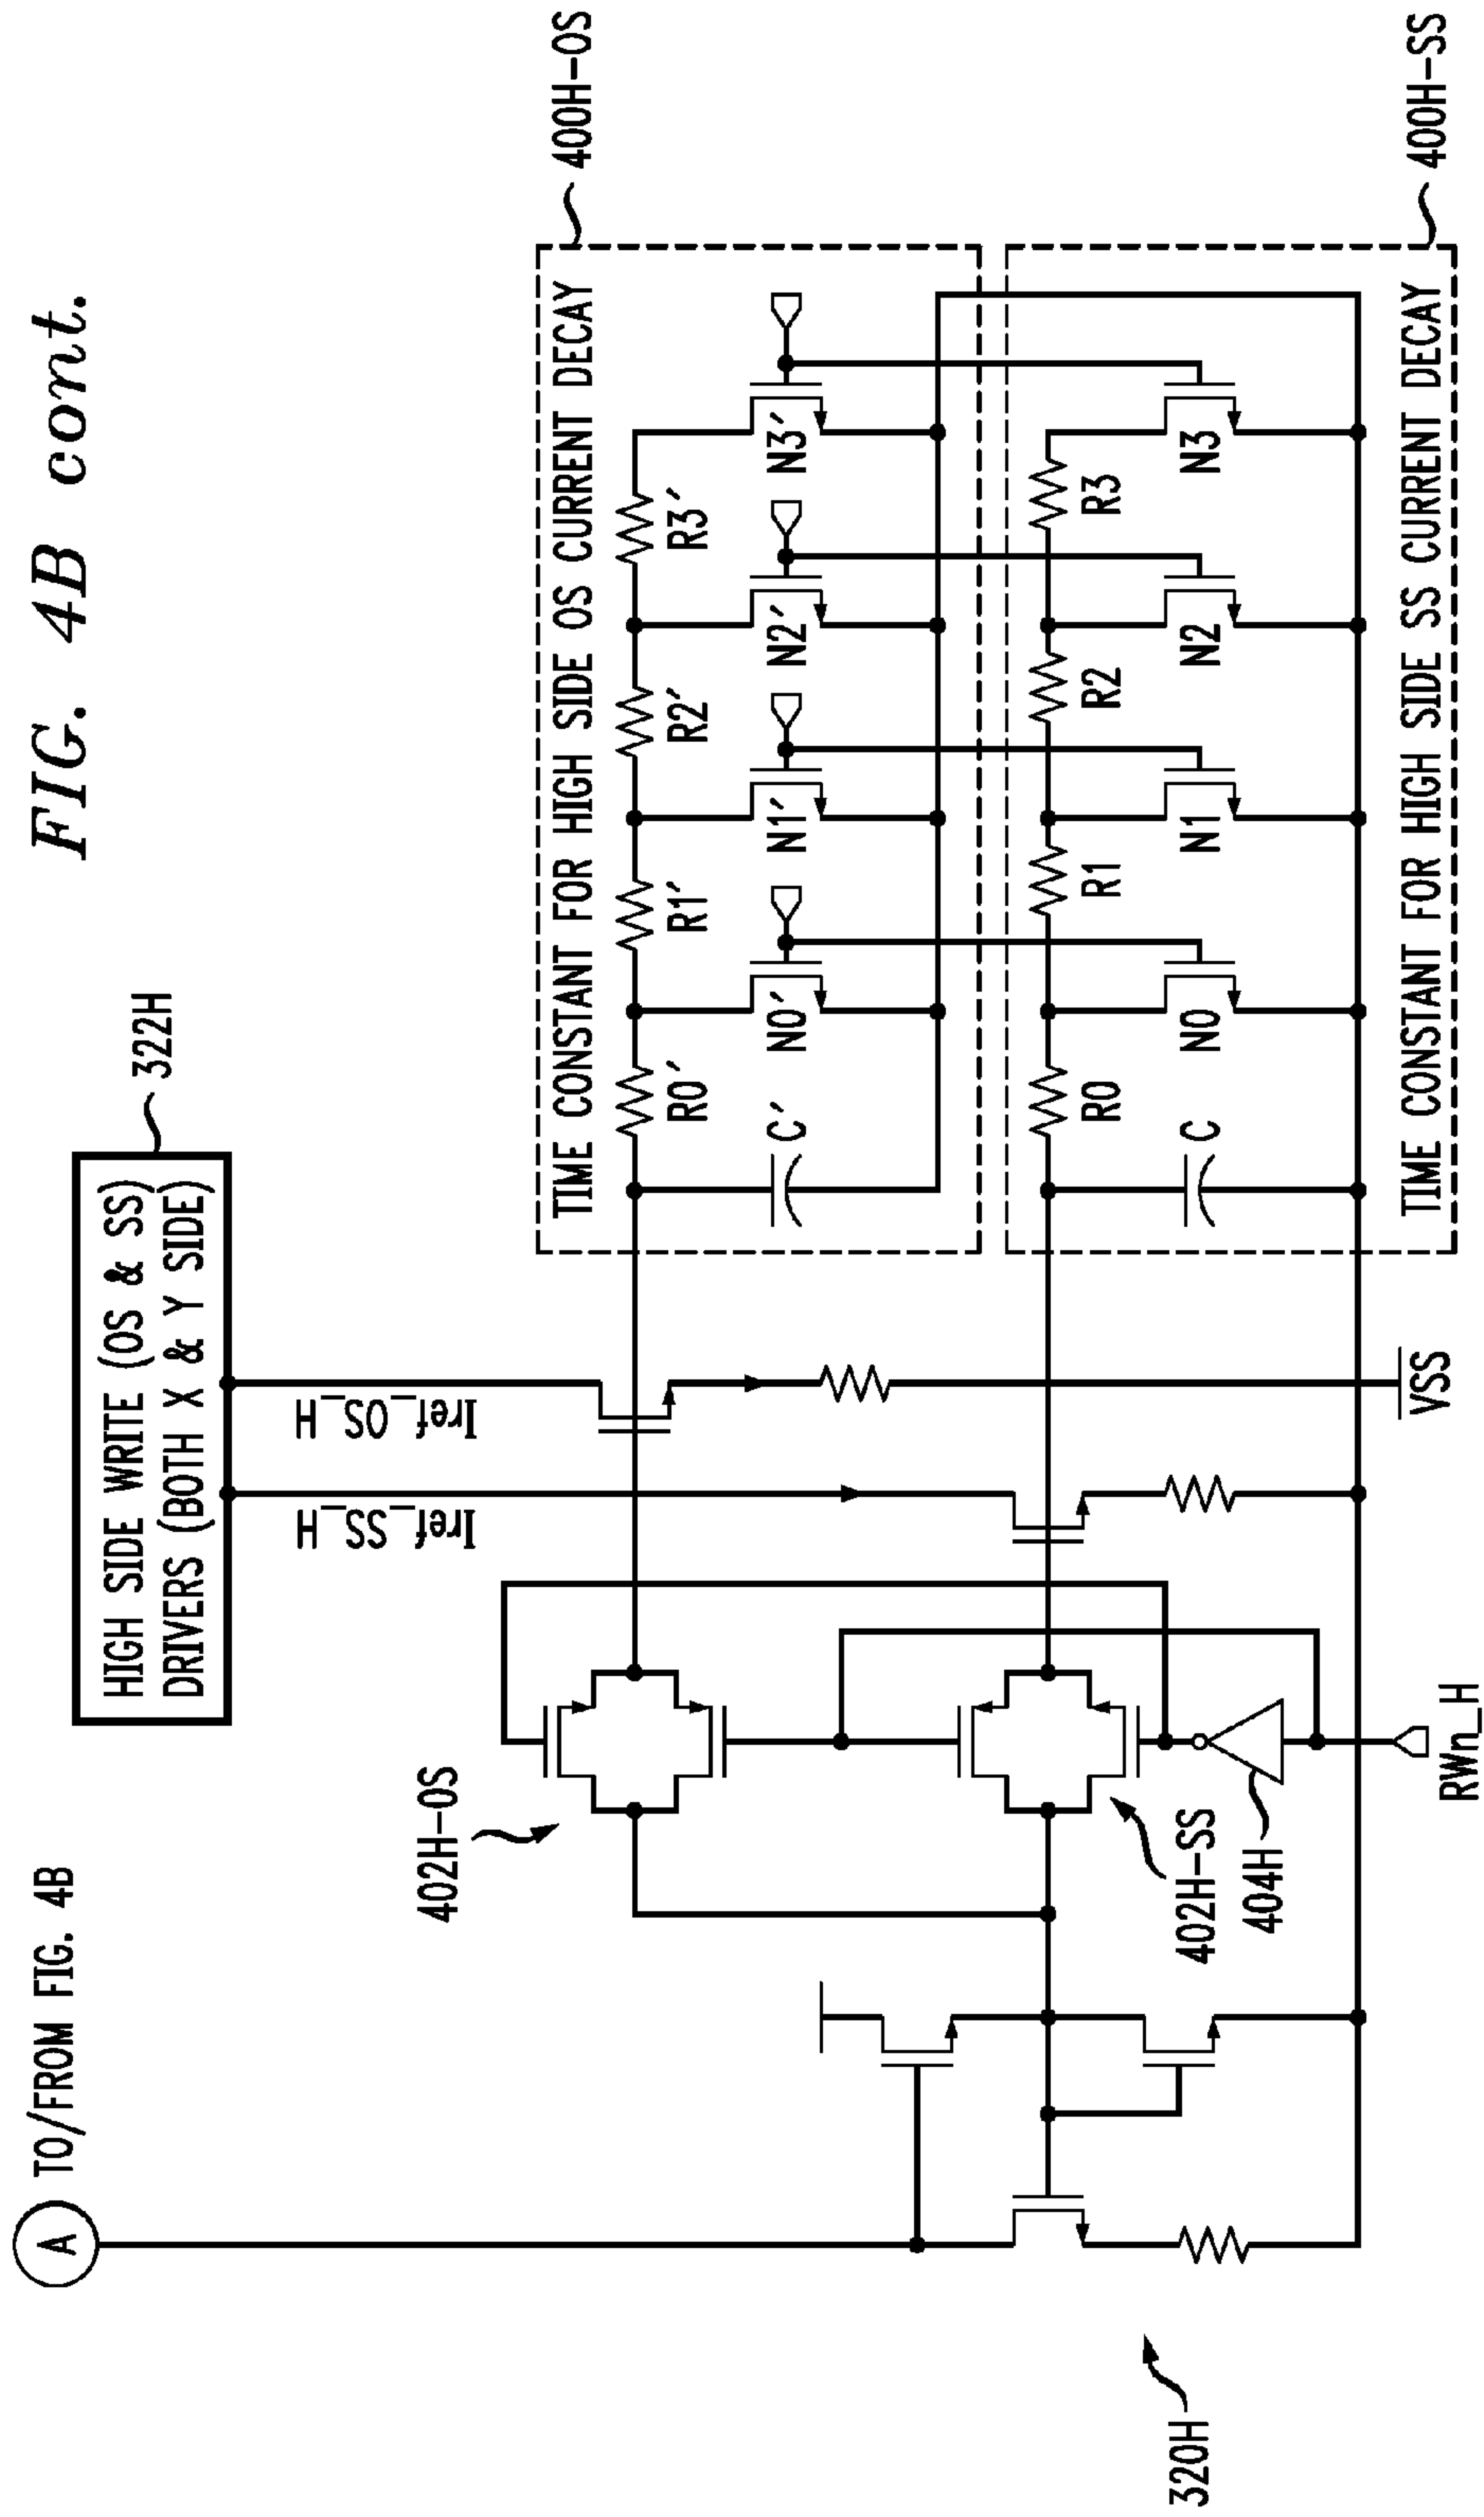 FIG. 4B cont.
A TO/FROM FIG. 4B
HIGH SIDE WRITE (OS & SS)
DRIVERS (BOTH X & Y SIDE)
322H
Iref_SS_H
Iref_OS_H
402H-OS
TIME CONSTANT FOR HIGH SIDE OS CURRENT DECAY
400H-OS
R0' R1' R2' R3'
C' N0' N1' N2' N3'
R0 R1 R2 R3
C N0 N1 N2 N3
TIME CONSTANT FOR HIGH SIDE SS CURRENT DECAY
400H-SS
320H
402H-SS
404H
RWn_H
VSS